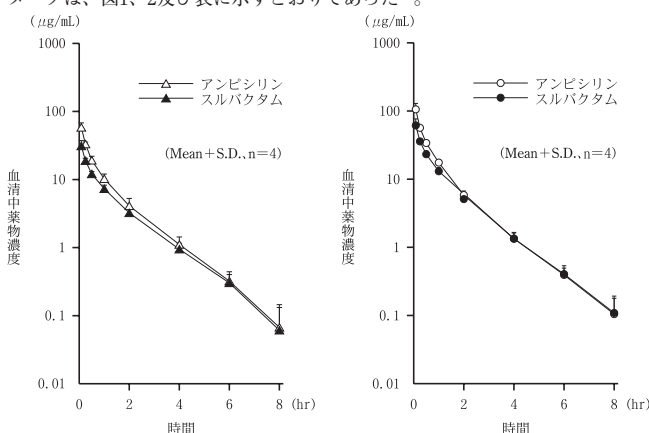 メータは、図1、2及び表に示すとおりであった
(μg/mL)
1000
100
10
1
0.1
0.01
アンピシリン
スルバクタム
(Mean+S.D.,n=4)
血清中薬物濃度
0 2 4 6 8 (hr)
時間
(μg/mL)
1000
100
10
1
0.1
0.01
アンピシリン
スルバクタム
(Mean+S.D.,n=4)
血清中薬物濃度
0 2 4 6 8 (hr)
時間